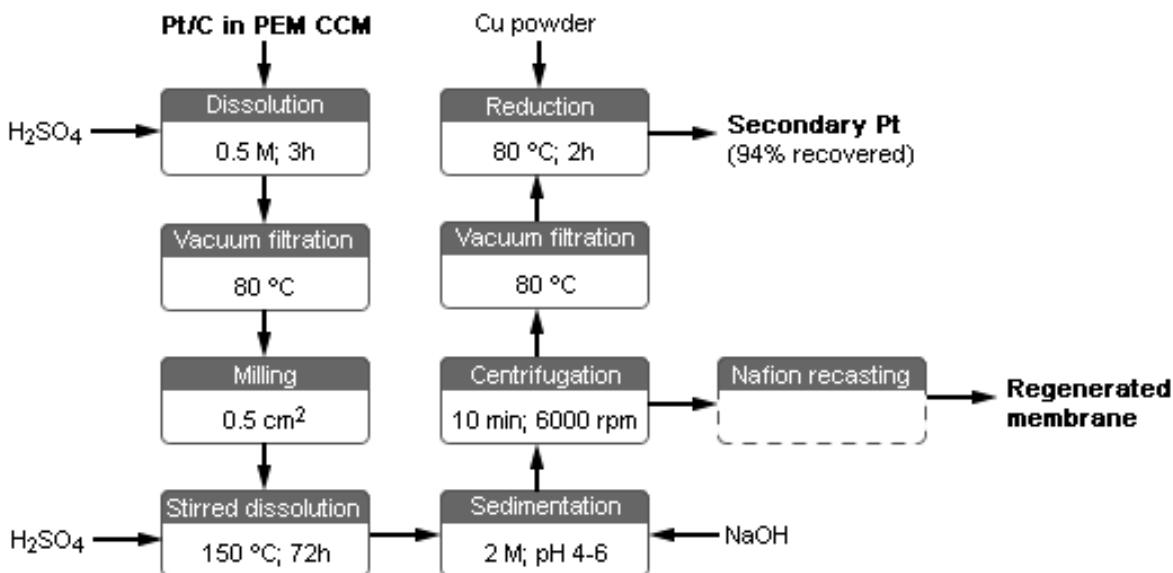 Pt/C in PEM CCM
H₂SO₄
Dissolution
0.5 M; 3h
Vacuum filtration
80 °C
Milling
0.5 cm²
H₂SO₄
Stirred dissolution
150 °C; 72h
Sedimentation
2 M; pH 4-6
NaOH
Centrifugation
10 min; 6000 rpm
Nafion recasting
Regenerated
membrane
Vacuum filtration
80 °C
Cu powder
Reduction
80 °C; 2h
Secondary Pt
(94% recovered)